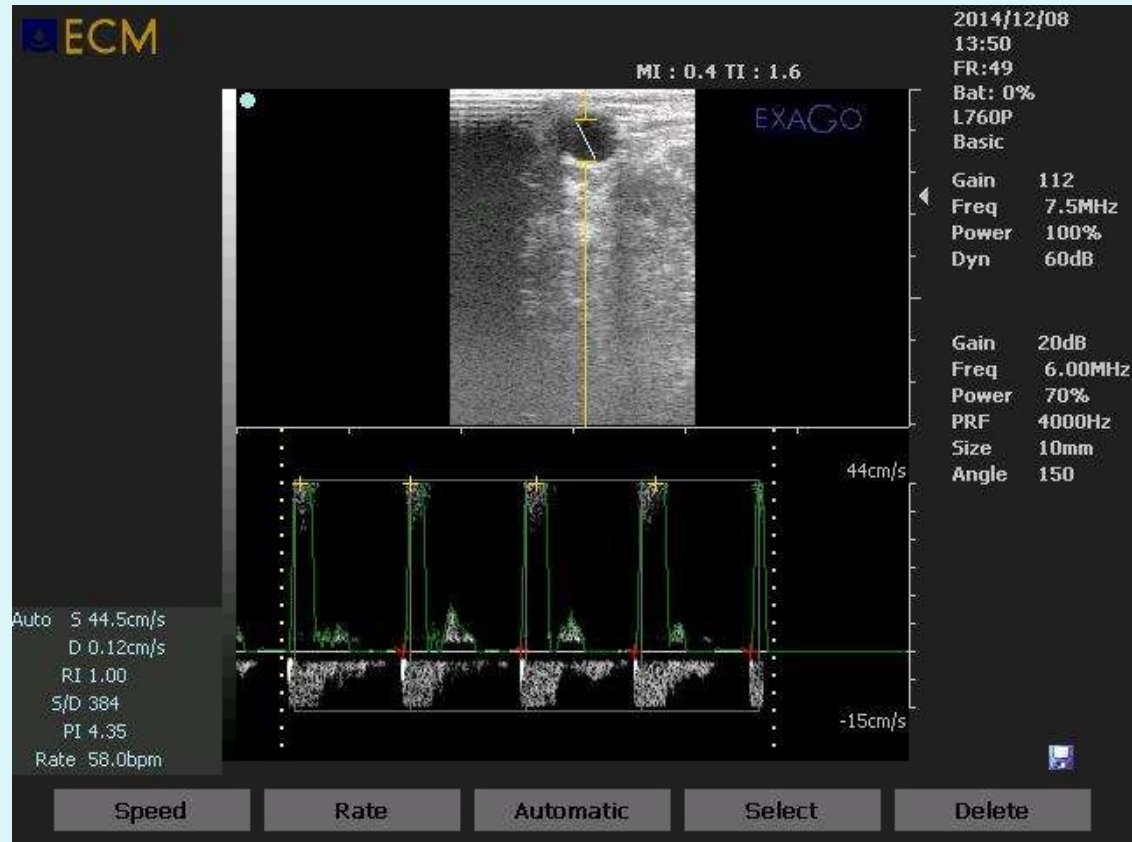 ECM
MI : 0.4 TI : 1.6
2014/12/08
13:50
FR:49
Bat: 0%
L760P
Basic
EXAGO
Gain 112
Freq 7.5MHz
Power 100%
Dyn 60dB
Gain 20dB
Freq 6.00MHz
Power 70%
PRF 4000Hz
Size 10mm
Angle 150
44cm/s
-15cm/s
Auto S 44.5cm/s
D 0.12cm/s
RI 1.00
S/D 384
PI 4.35
Rate 58.0bpm
Speed Rate Automatic Select Delete